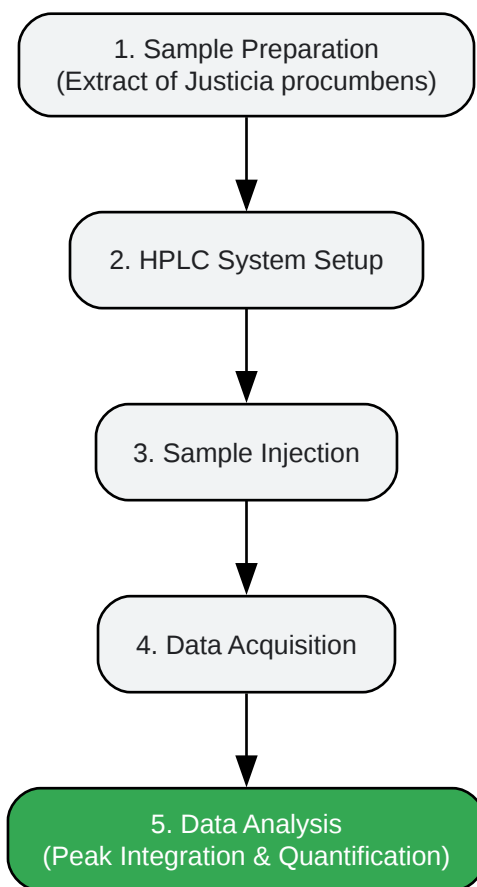 1. Sample Preparation
(Extract of Justicia procumbens)
2. HPLC System Setup
3. Sample Injection
4. Data Acquisition
5. Data Analysis
(Peak Integration & Quantification)